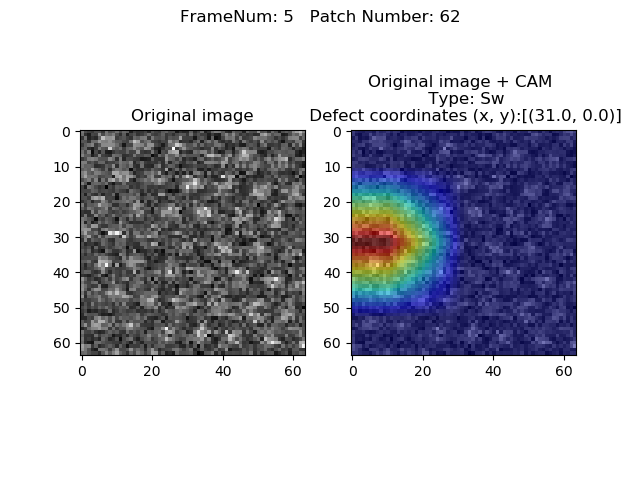 FrameNum: 5   Patch Number: 62
Original image
0
10
20
30
40
50
60
0 20 40 60
Original image + CAM
Type: Sw
Defect coordinates (x, y):[(31.0, 0.0)]
0
10
20
30
40
50
60
0 20 40 60